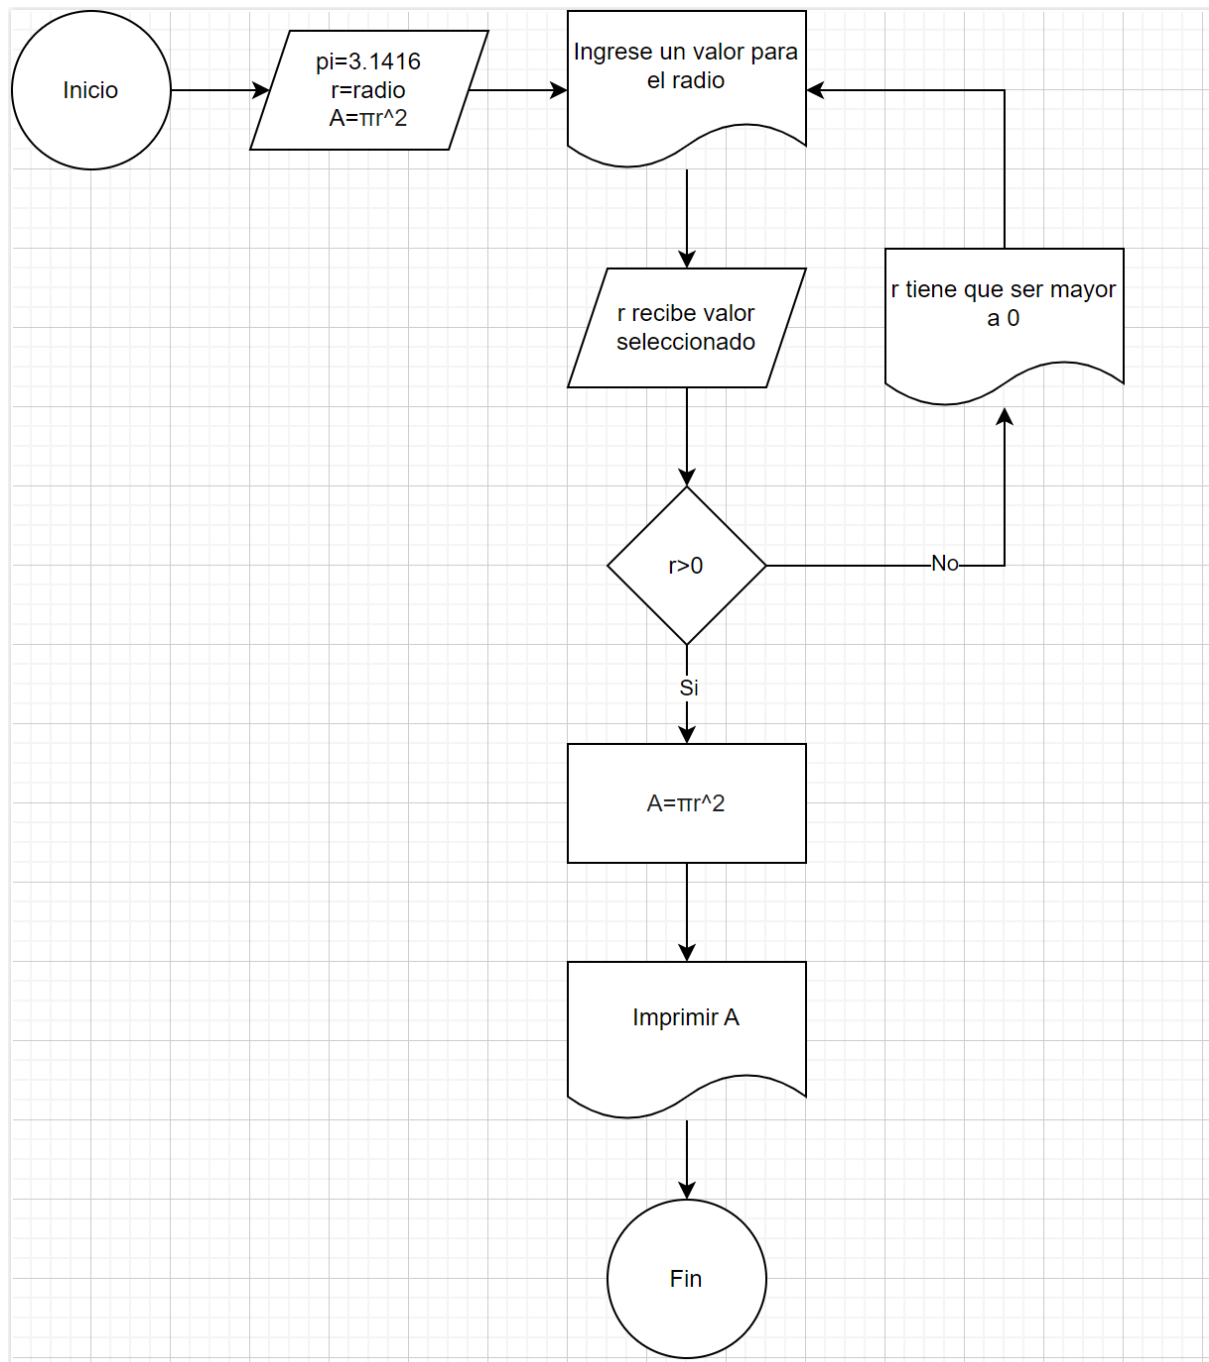 Inicio
pi=3.1416
r=radio
A=πr^2
Ingrese un valor para
el radio
r recibe valor
seleccionado
r tiene que ser mayor
a 0
r>0
No
Si
A=πr^2
Imprimir A
Fin